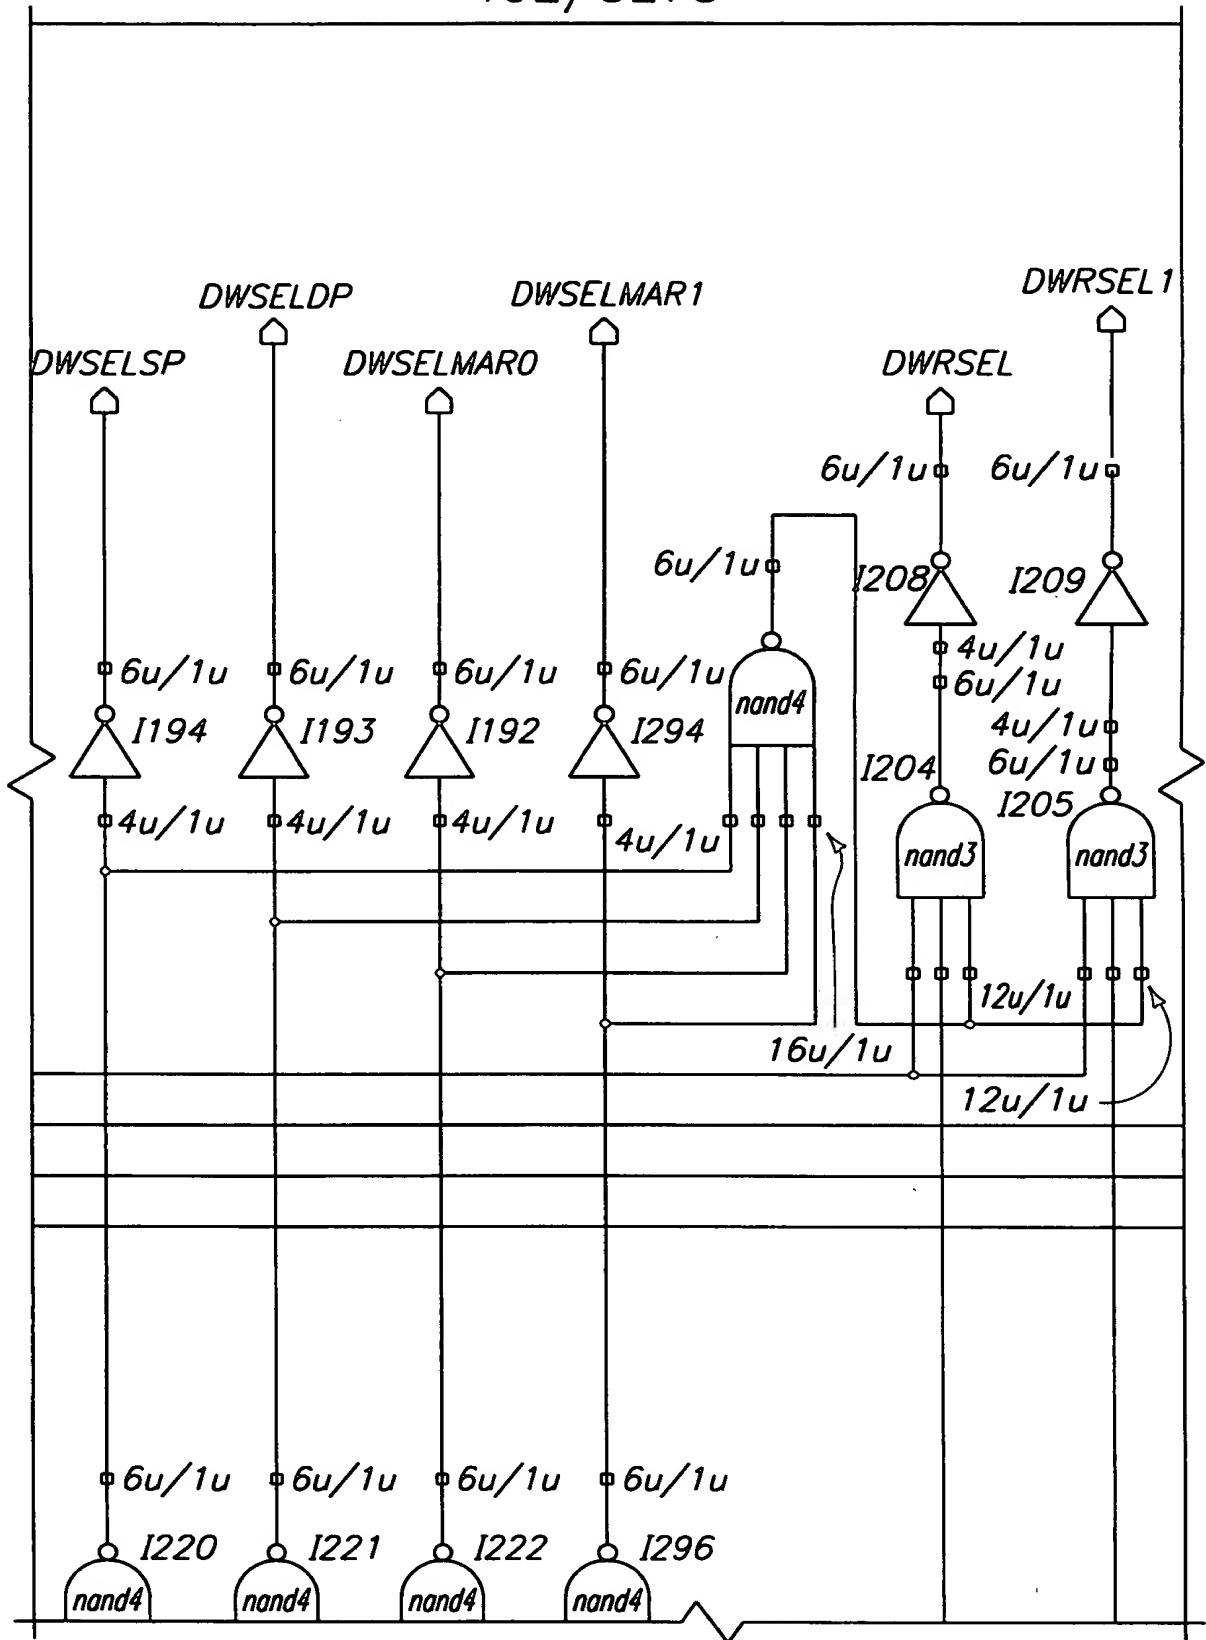 DWRSEL1
DWSELDP DWSELMAR1
DWSELSP DWSELMAR0 DWRSEL
6u/1u 6u/1u
6u/1u I208 I209
6u/1u 6u/1u 6u/1u 6u/1u 4u/1u
6u/1u
nand4
I194 I193 I192 I294 4u/1u
I204 6u/1u
I205
4u/1u 4u/1u 4u/1u 4u/1u nand3 nand3
12u/1u
16u/1u
12u/1u
6u/1u 6u/1u 6u/1u 6u/1u
I220 I221 I222 I296
nand4 nand4 nand4 nand4